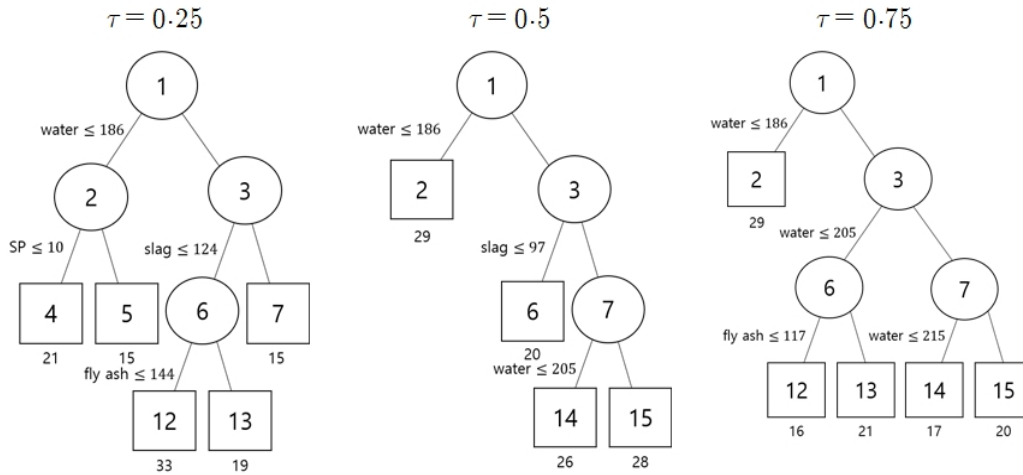 τ = 0.25
τ = 0.5
τ = 0.75
1
water ≤ 186
2
3
SP ≤ 10
slag ≤ 124
4
5
6
7
21
15
15
fly ash ≤ 144
12
13
33
19
1
water ≤ 186
2
3
29
slag ≤ 97
6
7
20
water ≤ 205
14
15
26
28
1
water ≤ 186
2
3
29
water ≤ 205
6
7
fly ash ≤ 117
water ≤ 215
12
13
14
15
16
21
17
20